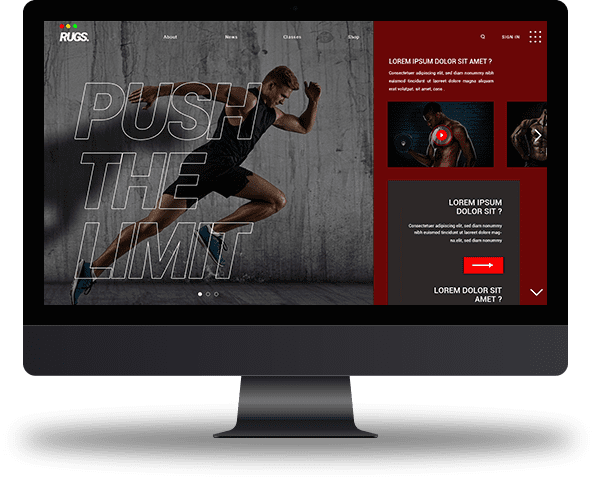 RUGS.
About
News
Classes
Shop
SIGN IN
PUSH
THE
LIMIT
LOREM IPSUM DOLOR SIT AMET ?
Consectetuer adipiscing elit, sed diam nonummy nibh
euismod tincidunt ut laoreet dolore magna aliquam
erat volutpat. sit amet, cons .
LOREM IPSUM
DOLOR SIT ?
Consectetuer adipiscing elit, sed diam nonummy
nibh euismod tincidunt ut laoreet dolore mag-
na.elit, sed diam nonummy
LOREM DOLOR SIT
AMET ?